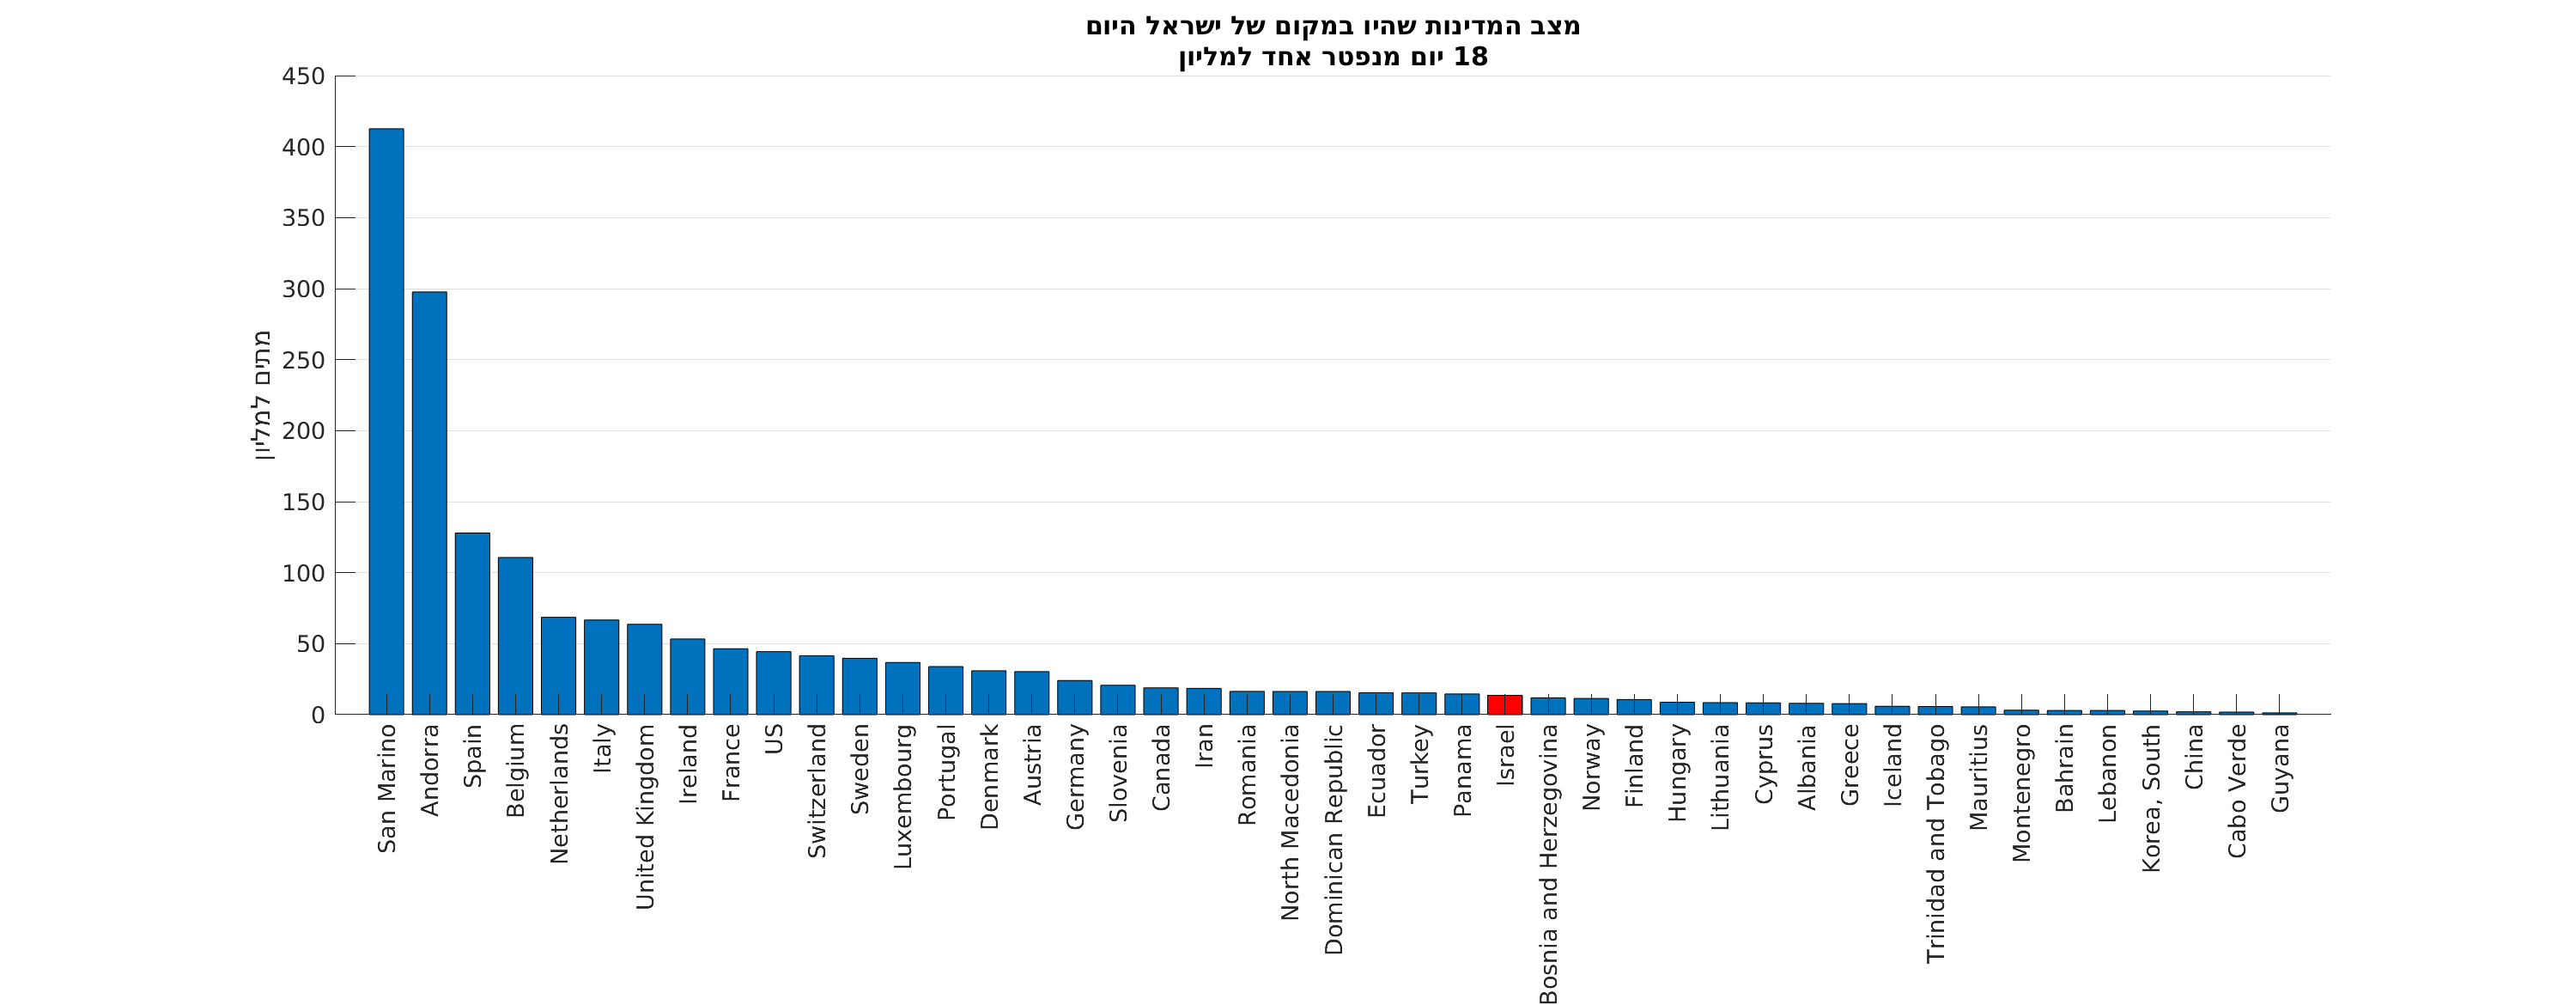 מצב המדינות שהיו במקום של ישראל היום
18 יום מנפטר אחד למליון
מתים למליון
450
400
350
300
250
200
150
100
50
0
San Marino
Andorra
Spain
Belgium
Netherlands
Italy
United Kingdom
Ireland
France
US
Switzerland
Sweden
Luxembourg
Portugal
Denmark
Austria
Germany
Slovenia
Canada
Iran
Romania
North Macedonia
Dominican Republic
Ecuador
Turkey
Panama
Israel
Bosnia and Herzegovina
Norway
Finland
Hungary
Lithuania
Cyprus
Albania
Greece
Iceland
Trinidad and Tobago
Mauritius
Montenegro
Bahrain
Lebanon
Korea, South
China
Cabo Verde
Guyana